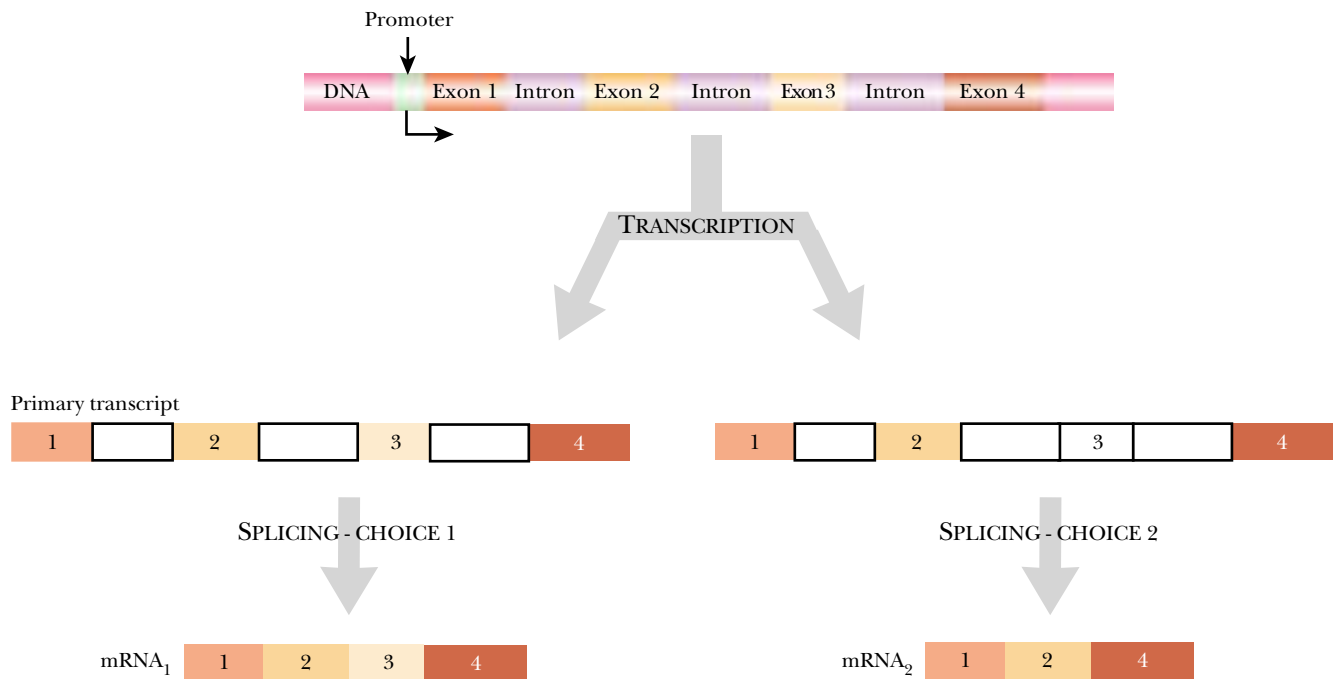 Promoter
DNA Exon 1 Intron Exon 2 Intron Exon 3 Intron Exon 4
TRANSCRIPTION
Primary transcript
1 2 3 4
1 2 3 4
SPLICING - CHOICE 1
SPLICING - CHOICE 2
mRNA1 1 2 3 4
mRNA2 1 2 4